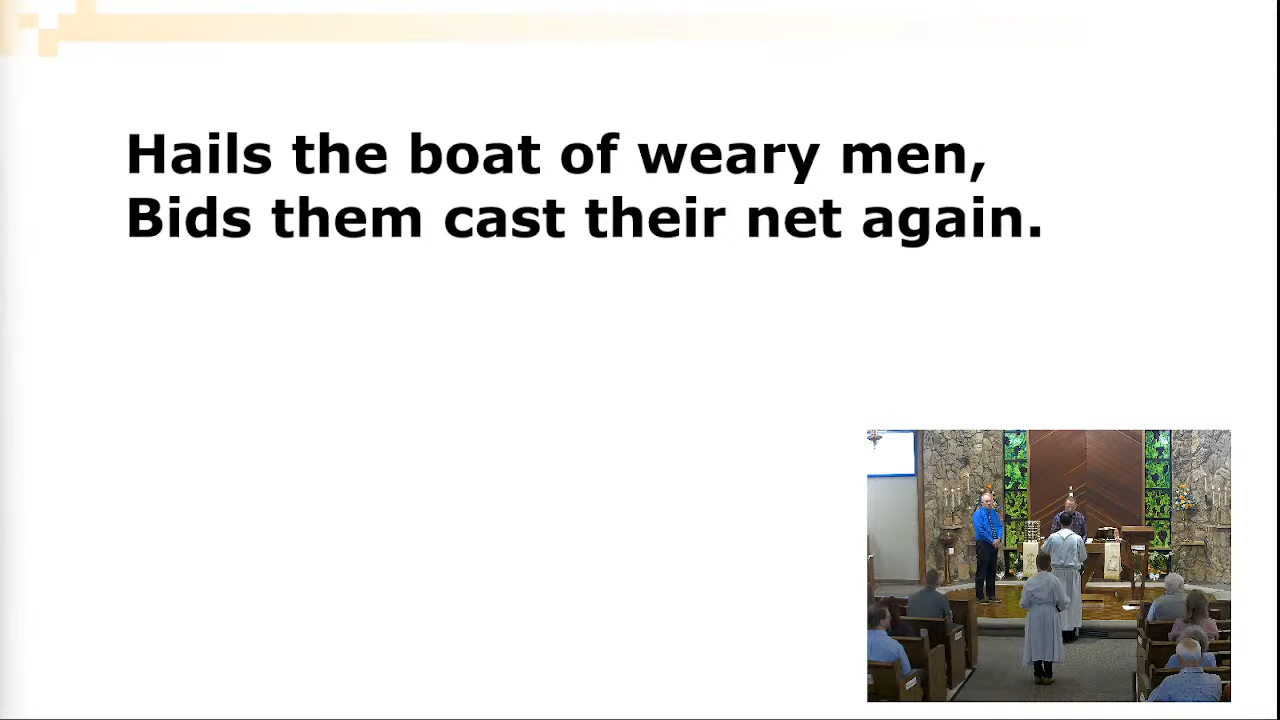 Hails the boat of weary men,
Bids them cast their net again.